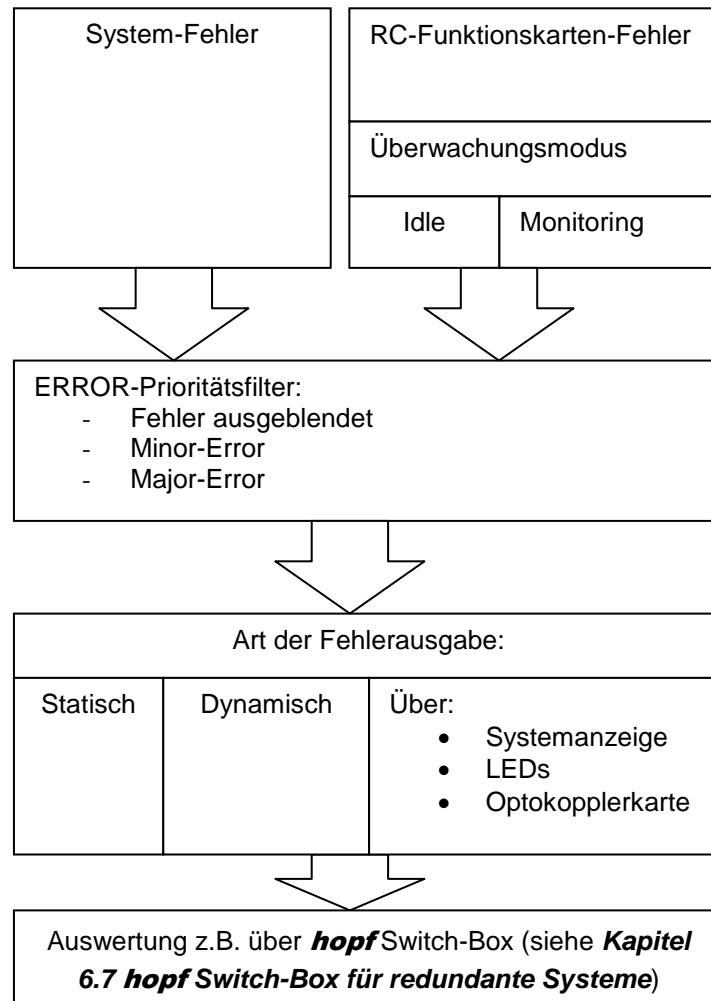 System-Fehler
RC-Funktionskarten-Fehler
Überwachungsmodus
Idle
Monitoring
ERROR-Prioritätsfilter:
- Fehler ausgeblendet
- Minor-Error
- Major-Error
Art der Fehlerausgabe:
Statisch
Dynamisch
Über:
• Systemanzeige
• LEDs
• Optokopplerkarte
Auswertung z.B. über hopf Switch-Box (siehe Kapitel
6.7 hopf Switch-Box für redundante Systeme)